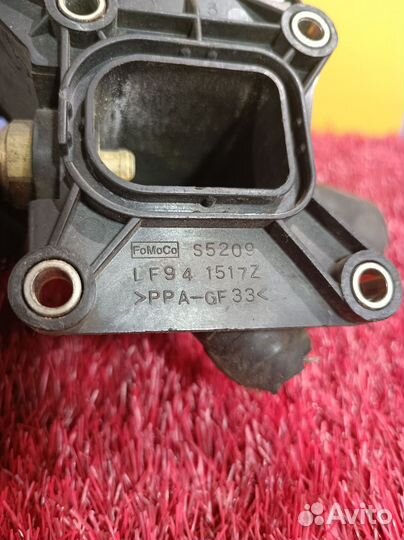 FoMoCo S5209
LF94 1517Z
>PPA-GF33<
Avito